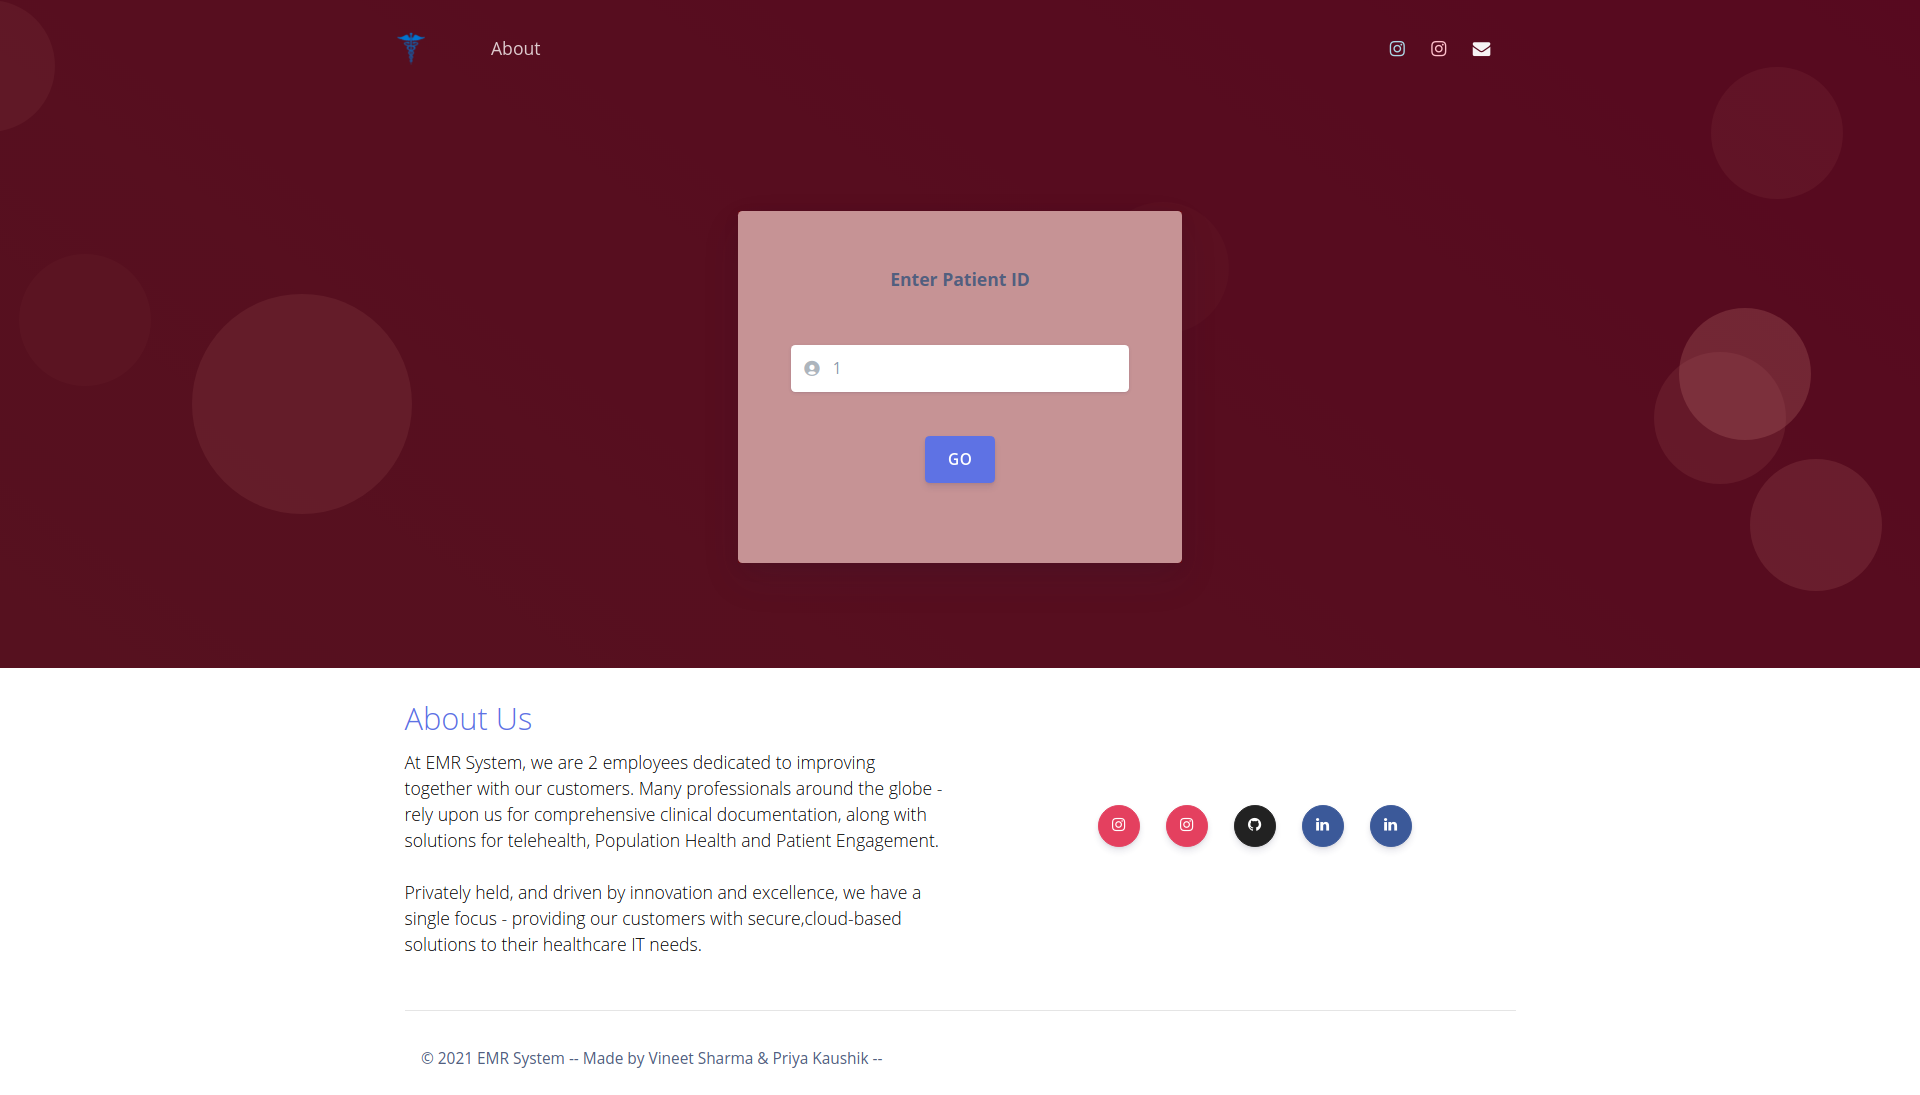 About
Enter Patient ID
1
GO
About Us
At EMR System, we are 2 employees dedicated to improving
together with our customers. Many professionals around the globe -
rely upon us for comprehensive clinical documentation, along with
solutions for telehealth, Population Health and Patient Engagement.
Privately held, and driven by innovation and excellence, we have a
single focus - providing our customers with secure,cloud-based
solutions to their healthcare IT needs.
© 2021 EMR System -- Made by Vineet Sharma & Priya Kaushik --